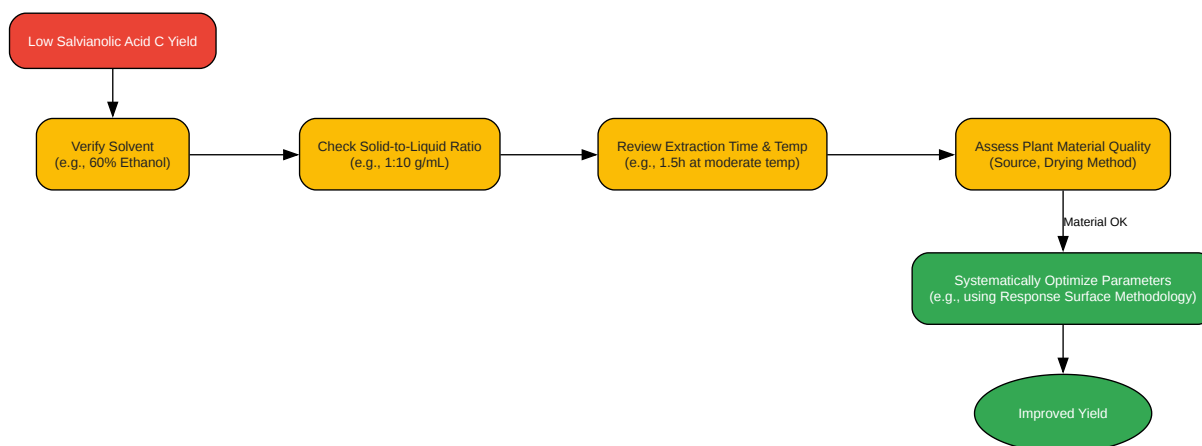 Low Salvianolic Acid C Yield
Verify Solvent
(e.g., 60% Ethanol)
Check Solid-to-Liquid Ratio
(e.g., 1:10 g/mL)
Review Extraction Time & Temp
(e.g., 1.5h at moderate temp)
Assess Plant Material Quality
(Source, Drying Method)
Material OK
Systematically Optimize Parameters
(e.g., using Response Surface Methodology)
Improved Yield